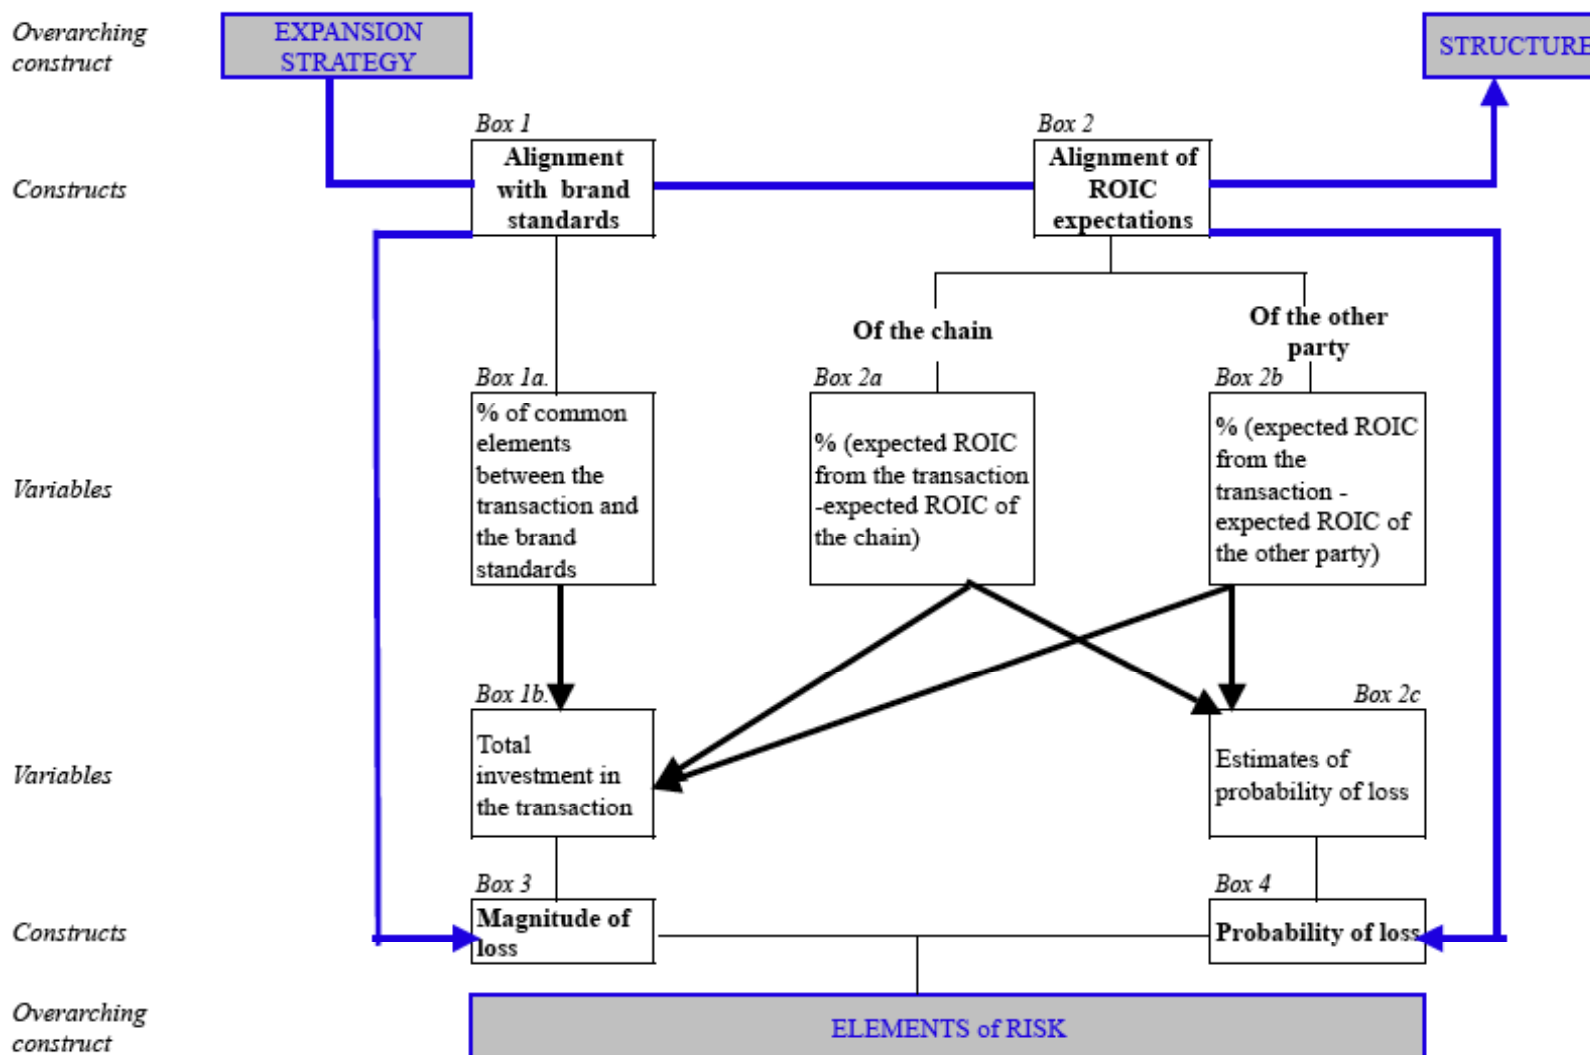 Overarching
construct
EXPANSION
STRATEGY
STRUCTURE
Box 1
Box 2
Constructs
Alignment
with brand
standards
Alignment of
ROIC
expectations
Of the chain
Of the other
party
Box 1a.
Box 2a
Box 2b
Variables
% of common
elements
between the
transaction and
the brand
standards
% (expected ROIC
from the transaction
-expected ROIC of
the chain)
% (expected ROIC
from the
transaction -
expected ROIC of
the other party)
Box 1b.
Box 2c
Variables
Total
investment in
the transaction
Estimates of
probability of loss
Box 3
Box 4
Constructs
Magnitude of
loss
Probability of loss
Overarching
construct
ELEMENTS of RISK